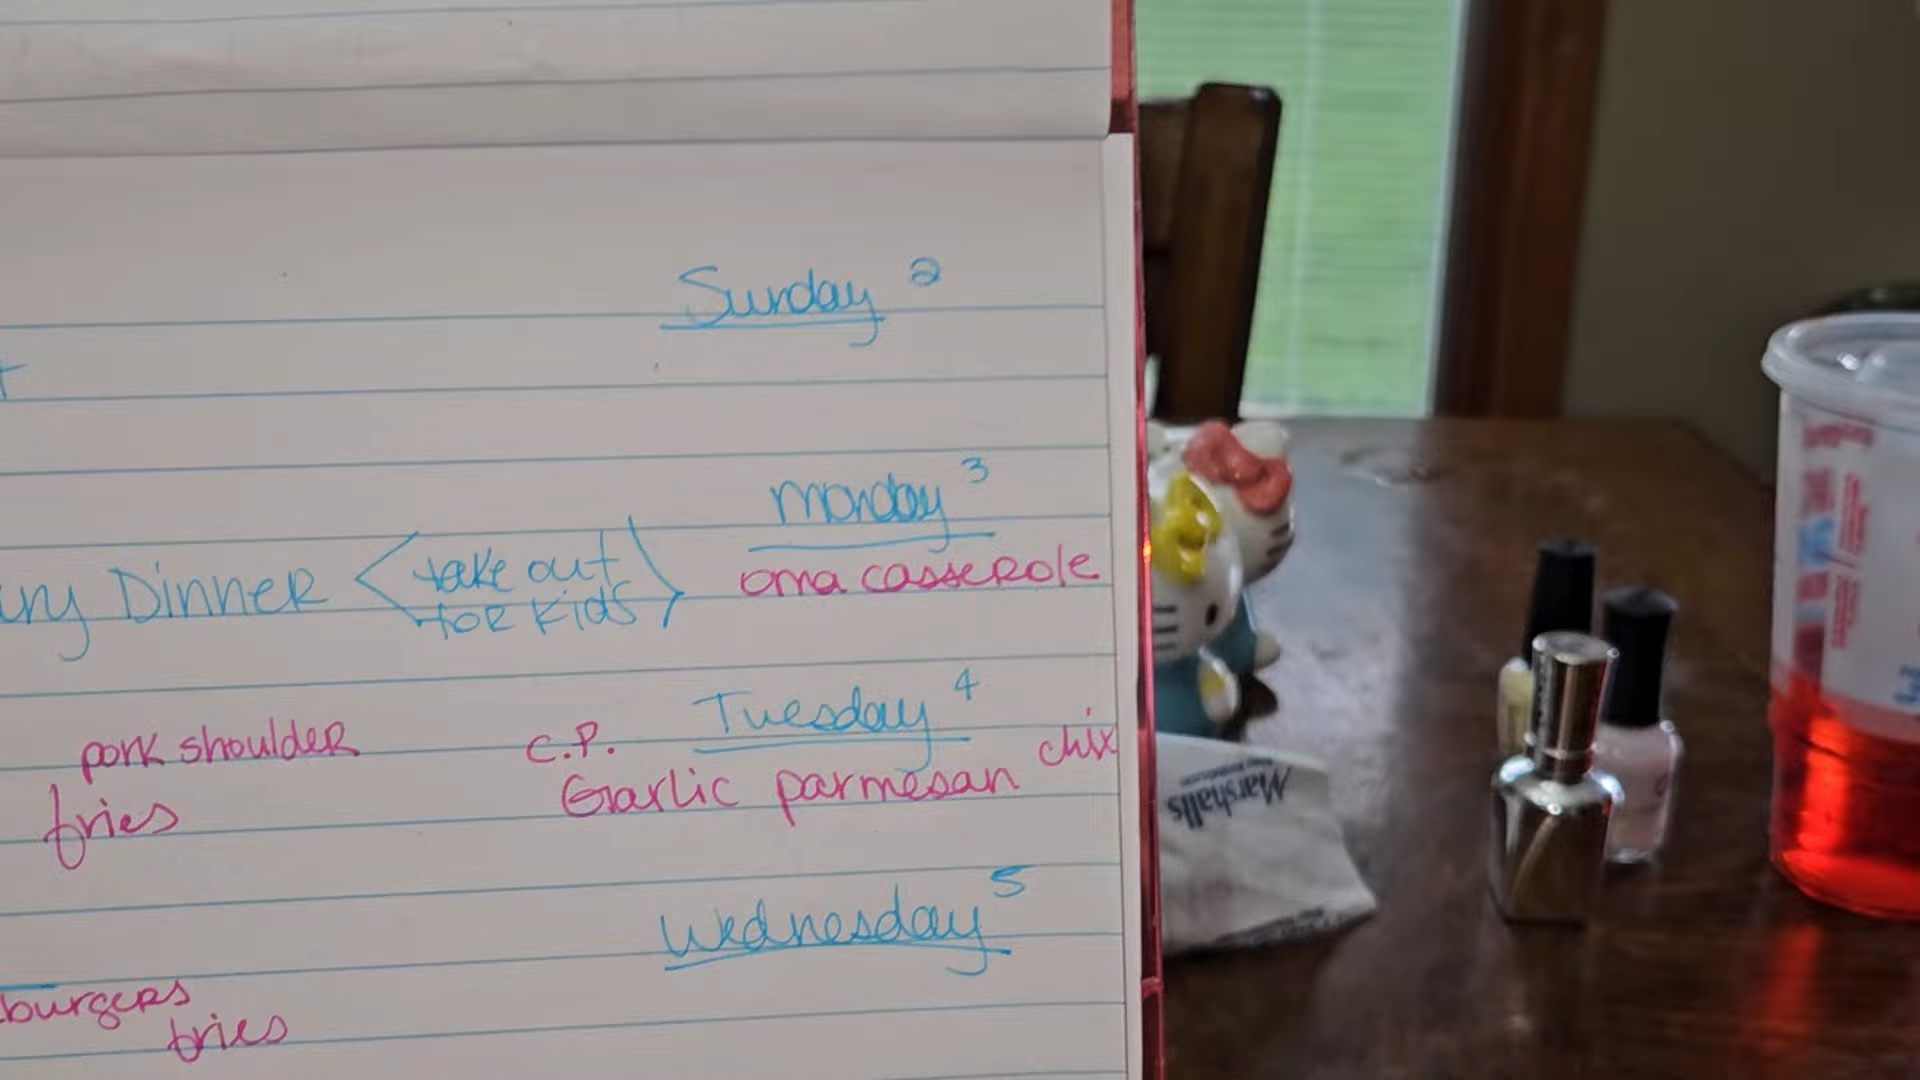 Sunday 2
monday 3
Dinner <take out
for kids>
oma casserole
Tuesday 4
pork shoulder
fries
C.P.
Garlic parmesan chix
Wednesday 5
burgers
fries
Marshalls